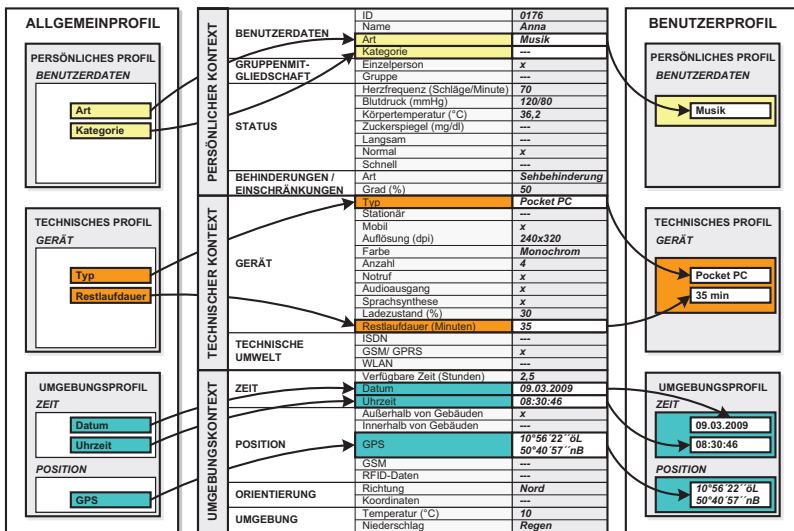 ALLGEMEINPROFIL
PERSÖNLICHES PROFIL
BENUTZERDATEN
Art
Kategorie
TECHNISCHES PROFIL
GERÄT
Typ
Restlaufdauer
UMGEBUNGSPROFIL
ZEIT
Datum
Uhrzeit
POSITION
GPS
PERSÖNLICHER KONTEXT
BENUTZERDATEN
ID 0176
Name Anna
Art Musik
Kategorie ---
GRUPPENMIT-
GLIEDSCHAFT
Einzelperson x
Gruppe ---
STATUS
Herzfrequenz (Schläge/Minute) 70
Blutdruck (mmHg) 120/80
Körpertemperatur (°C) 36,2
Zuckerspiegel (mg/dl) ---
Langsam ---
Normal x
Schnell ---
BEHINDERUNGEN /
EINSCHRÄNKUNGEN
Art Sehbehinderung
Grad (%) 50
TECHNISCHER KONTEXT
GERÄT
Typ Pocket PC
Stationär ---
Mobil x
Auflösung (dpi) 240x320
Farbe Monochrom
Anzahl 4
Notruf x
Audioausgang x
Sprachsynthese x
Ladezustand (%) 30
Restlaufdauer (Minuten) 35
TECHNISCHE
UMWELT
ISDN ---
GSM/ GPRS x
WLAN ---
UMGEBUNGSKONTEXT
ZEIT
Verfügbare Zeit (Stunden) 2,5
Datum 09.03.2009
Uhrzeit 08:30:46
POSITION
Außerhalb von Gebäuden x
Innerhalb von Gebäuden ---
GPS 10°56´22´´öL
50°40´57´´nB
GSM ---
RFID-Daten ---
ORIENTIERUNG
Richtung Nord
Koordinaten ---
UMGEBUNG
Temperatur (°C) 10
Niederschlag Regen
BENUTZERPROFIL
PERSÖNLICHES PROFIL
BENUTZERDATEN
Musik
TECHNISCHES PROFIL
GERÄT
Pocket PC
35 min
UMGEBUNGSPROFIL
ZEIT
09.03.2009
08:30:46
POSITION
10°56´22´´öL
50°40´57´´nB